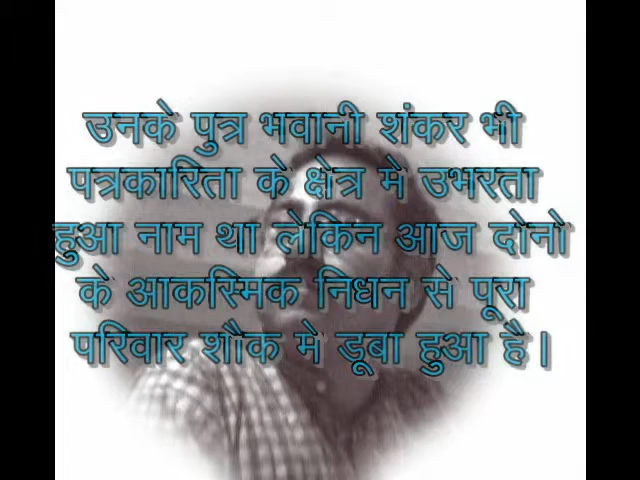 उनके पुत्र भवानी शंकर भी
पत्रकारिता के क्षेत्र मे उभरता
हुआ नाम था लेकिन आज दोनो
के आकस्मिक निधन से पूरा
परिवार शौक मे डूबा हुआ है।